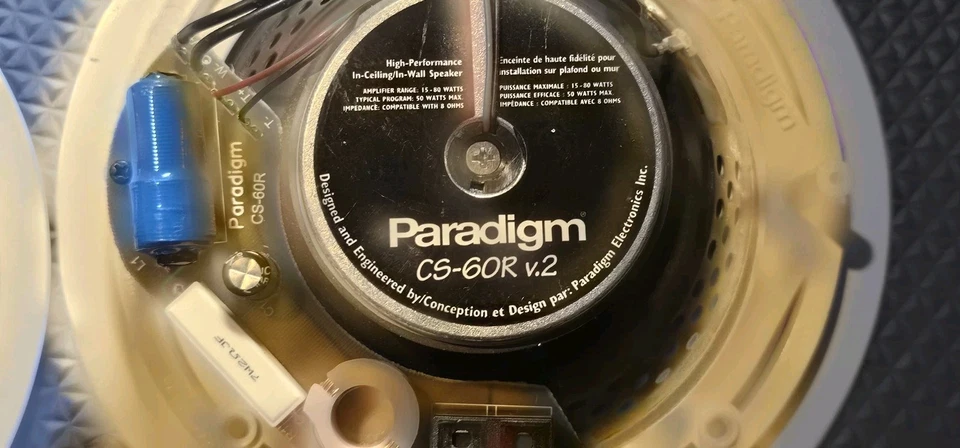 High-Performance
In-Ceiling/In-Wall Speaker
AMPLIFIER RANGE: 15 - 80 WATTS
TYPICAL PROGRAM: 50 WATTS MAX.
IMPEDANCE: COMPATIBLE WITH 8 OHMS
Enceinte de haute fidélité pour
installation sur plafond ou mur
PUISSANCE MAXIMALE : 15 - 80 WATTS
PUISSANCE EFFICACE : 50 WATTS MAX.
IMPÉDANCE : COMPATIBLE AVEC 8 OHMS
Paradigm
CS-60R v.2
Designed and Engineered by/Conception et Design par: Paradigm Electronics Inc.
Paradigm
CS-60R
L1
7W2ΩJF
Paradigm